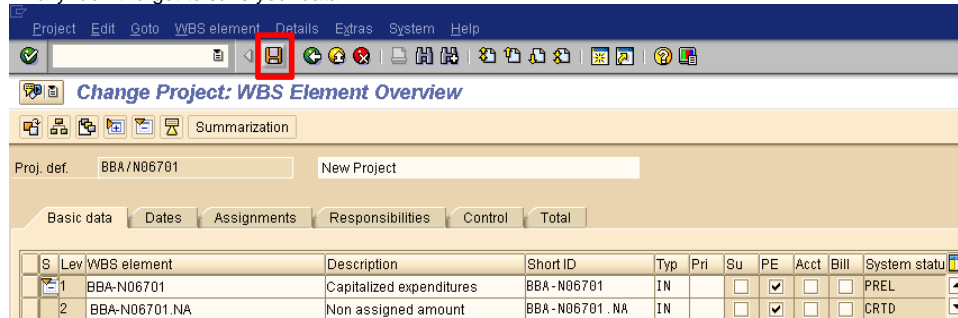 Project Edit Goto WBS element Details Extras System Help
Change Project: WBS Element Overview
Summarization
Proj. def. BBA/N06701 New Project
Basic data Dates Assignments Responsibilities Control Total
S Lev WBS element Description Short ID Typ Pri Su PE Acct Bill System statu
1 BBA-N06701 Capitalized expenditures BBA-N06701 IN PREL
2 BBA-N06701.NA Non assigned amount BBA-N06701.NA IN CRTD